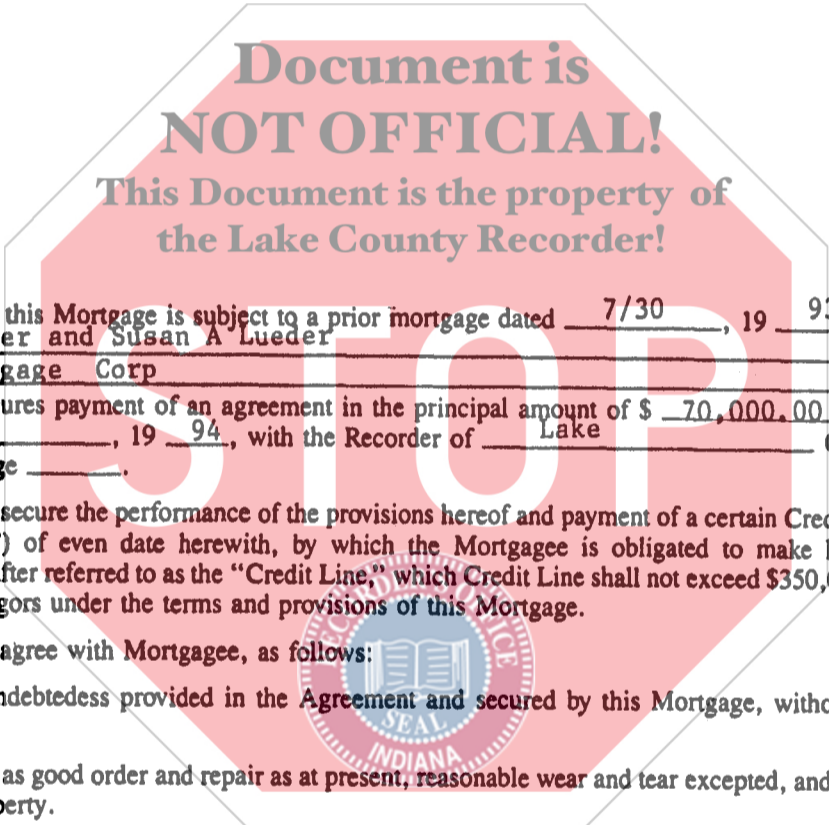 Document is
NOT OFFICIAL!
This Document is the property of
the Lake County Recorder!
STOP
this Mortgage is subject to a prior mortgage dated 7/30, 19 9
er and Susan A Lueder
gage Corp
ures payment of an agreement in the principal amount of $ 70,000.00
, 19 94, with the Recorder of Lake
ge .
secure the performance of the provisions hereof and payment of a certain Cred
") of even date herewith, by which the Mortgagee is obligated to make l
fter referred to as the “Credit Line,” which Credit Line shall not exceed $350,
gors under the terms and provisions of this Mortgage.
agree with Mortgagee, as follows:
ndebtedess provided in the Agreement and secured by this Mortgage, witho
as good order and repair as at present, reasonable wear and tear excepted, and
perty.
RECORDER'S OFFICE
SEAL
INDIANA